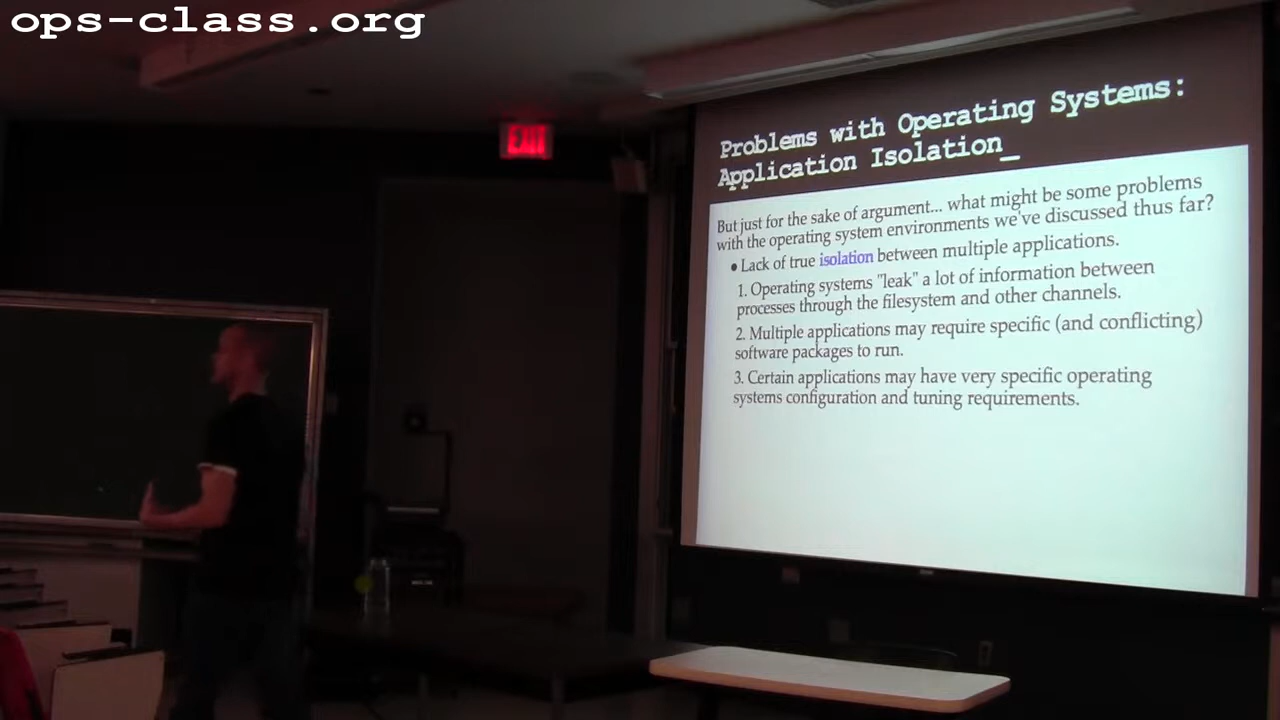 ops-class.org
EXIT
Problems with Operating Systems:
Application Isolation_
But just for the sake of argument... what might be some problems
with the operating system environments we've discussed thus far?
● Lack of true isolation between multiple applications.
1. Operating systems "leak" a lot of information between
processes through the filesystem and other channels.
2. Multiple applications may require specific (and conflicting)
software packages to run.
3. Certain applications may have very specific operating
systems configuration and tuning requirements.